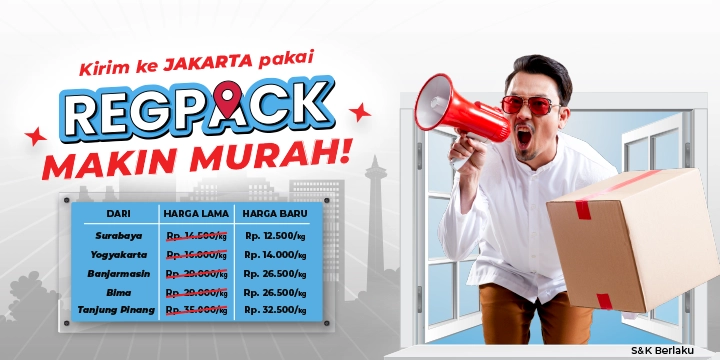 Kirim ke JAKARTA pakai
REGPACK
MAKIN MURAH!
DARI HARGA LAMA HARGA BARU
Surabaya Rp. 14.500/kg Rp. 12.500/kg
Yogyakarta Rp. 16.000/kg Rp. 14.000/kg
Banjarmasin Rp. 29.000/kg Rp. 26.500/kg
Bima Rp. 29.000/kg Rp. 26.500/kg
Tanjung Pinang Rp. 35.000/kg Rp. 32.500/kg
S&K Berlaku